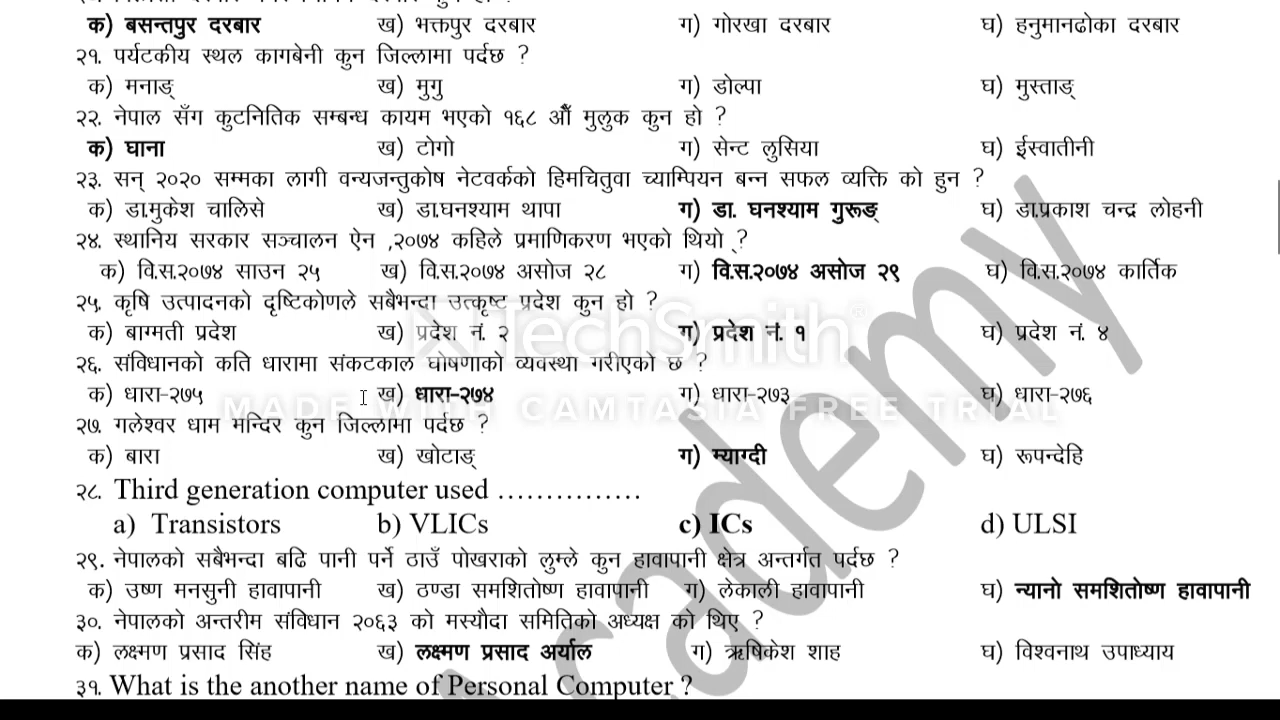 क) बसन्तपुर दरबार ख) भक्तपुर दरबार ग) गोरखा दरबार घ) हनुमानढोका दरबार
२१. पर्यटकीय स्थल कागबेनी कुन जिल्लामा पर्दछ ?
क) मनाङ् ख) मुगु ग) डोल्पा घ) मुस्ताङ्
२२. नेपाल सँग कुटनितिक सम्बन्ध कायम भएको १६८ औं मुलुक कुन हो ?
क) घाना ख) टोगो ग) सेन्ट लुसिया घ) ईस्वातीनी
२३. सन् २०२० सम्मका लागी वन्यजन्तुकोष नेटवर्कको हिमचितुवा च्याम्पियन बन्न सफल व्यक्ति को हुन ?
क) डा.मुकेश चालिसे ख) डा.घनश्याम थापा ग) डा. घनश्याम गुरूङ् घ) डा.प्रकाश चन्द्र लोहनी
२४. स्थानिय सरकार सञ्चालन ऐन ,२०७४ कहिले प्रमाणिकरण भएको थियो ?
क) वि.स.२०७४ साउन २५ ख) वि.स.२०७४ असोज २८ ग) वि.स.२०७४ असोज २९ घ) वि.स.२०७४ कार्तिक
२५. कृषि उत्पादनको दृष्टिकोणले सबैभन्दा उत्कृष्ट प्रदेश कुन हो ?
क) बाग्मती प्रदेश ख) प्रदेश नं. २ ग) प्रदेश नं. १ घ) प्रदेश नं. ४
TechSmith®
२६. संविधानको कति धारामा संकटकाल घोषणाको व्यवस्था गरीएको छ ?
क) धारा-२७५ ख) धारा-२७४ ग) धारा-२७३ घ) धारा-२७६
MADE WITH CAMTASIA FREE TRIAL
२७. गलेश्वर धाम मन्दिर कुन जिल्लामा पर्दछ ?
क) बारा ख) खोटाङ् ग) म्याग्दी घ) रूपन्देहि
२८. Third generation computer used ……………
a) Transistors b) VLICs c) ICs d) ULSI
२९. नेपालको सबैभन्दा बढि पानी पर्ने ठाउँ पोखराको लुम्ले कुन हावापानी क्षेत्र अन्तर्गत पर्दछ ?
क) उष्ण मनसुनी हावापानी ख) ठण्डा समशितोष्ण हावापानी ग) लेकाली हावापानी घ) न्यानो समशितोष्ण हावापानी
३०. नेपालको अन्तरीम संविधान २०६३ को मस्यौदा समितिको अध्यक्ष को थिए ?
क) लक्ष्मण प्रसाद सिंह ख) लक्ष्मण प्रसाद अर्याल ग) ऋषिकेश शाह घ) विश्वनाथ उपाध्याय
३१. What is the another name of Personal Computer ?
cademy